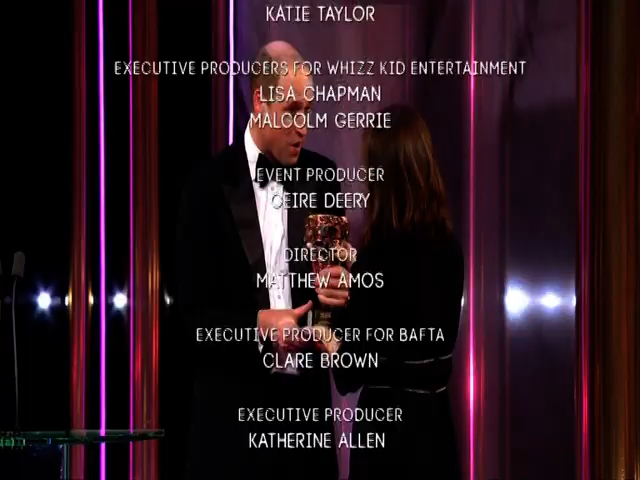 KATIE TAYLOR
EXECUTIVE PRODUCERS FOR WHIZZ KID ENTERTAINMENT
LISA CHAPMAN
MALCOLM GERRIE
EVENT PRODUCER
CEIRE DEERY
DIRECTOR
MATTHEW AMOS
EXECUTIVE PRODUCER FOR BAFTA
CLARE BROWN
EXECUTIVE PRODUCER
KATHERINE ALLEN